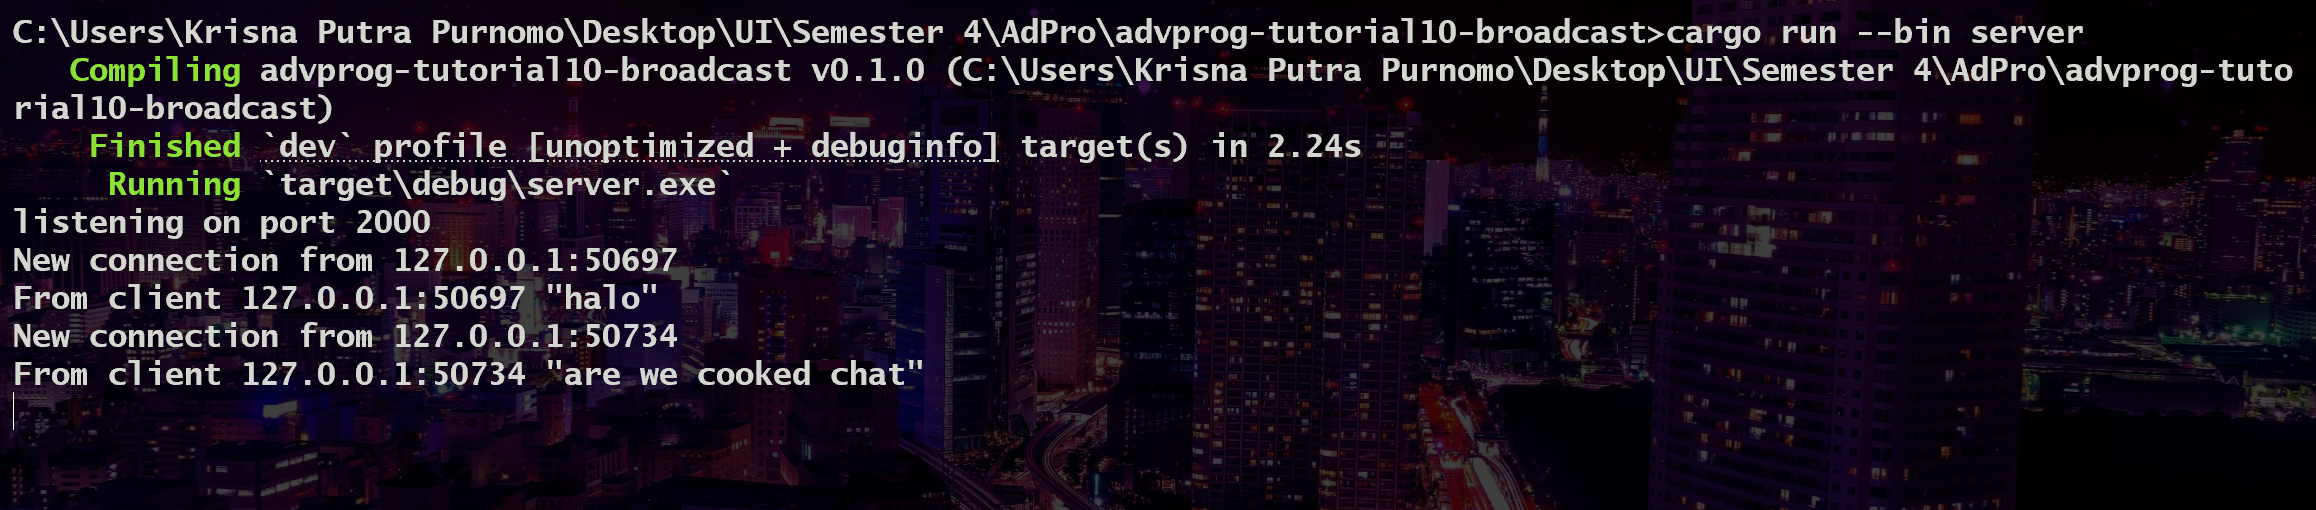 C:\Users\Krisna Putra Purnomo\Desktop\UI\Semester 4\AdPro\advprog-tutorial10-broadcast>cargo run --bin server
   Compiling advprog-tutorial10-broadcast v0.1.0 (C:\Users\Krisna Putra Purnomo\Desktop\UI\Semester 4\AdPro\advprog-tuto
rial10-broadcast)
    Finished `dev` profile [unoptimized + debuginfo] target(s) in 2.24s
     Running `target\debug\server.exe`
listening on port 2000
New connection from 127.0.0.1:50697
From client 127.0.0.1:50697 "halo"
New connection from 127.0.0.1:50734
From client 127.0.0.1:50734 "are we cooked chat"